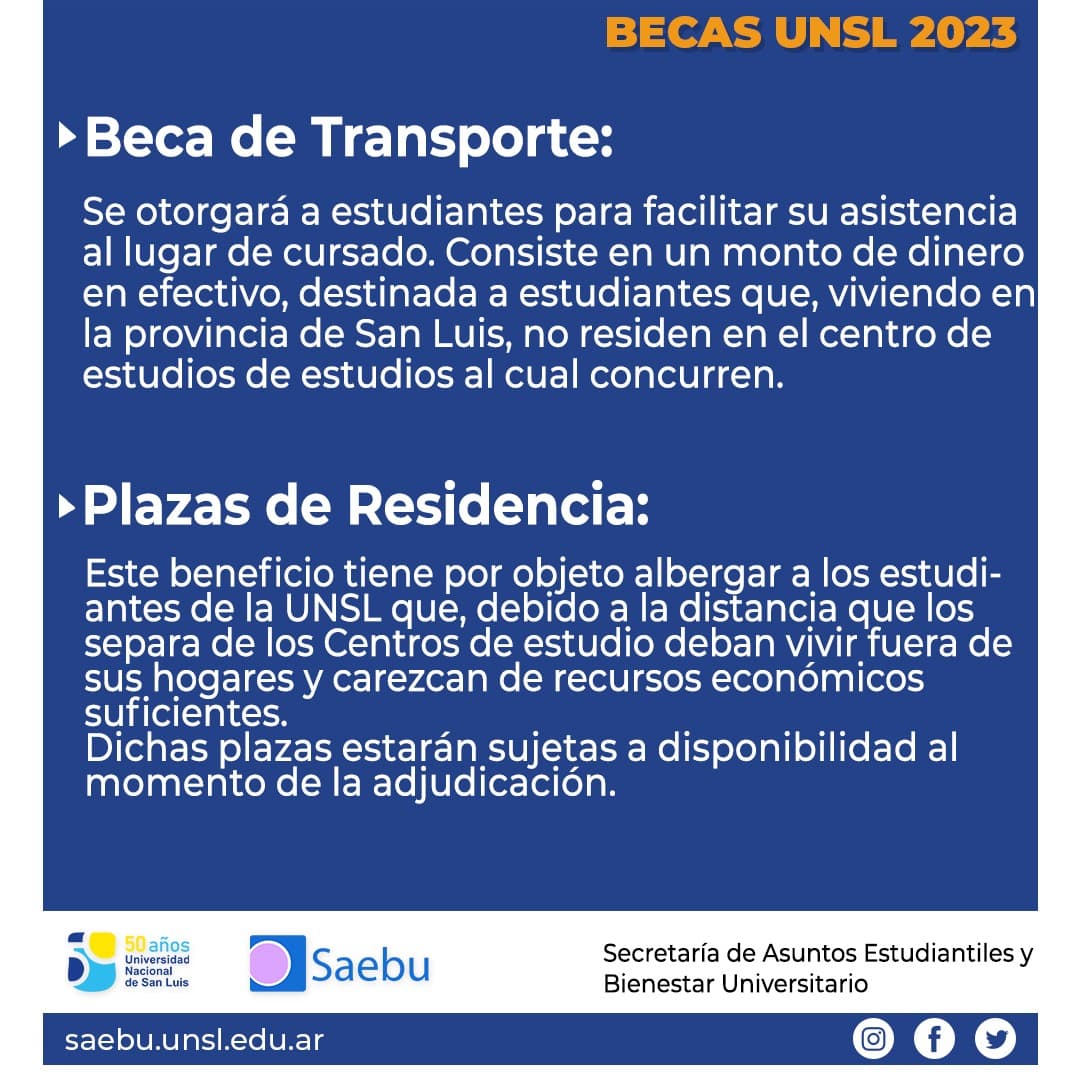 BECAS UNSL 2023
Beca de Transporte:
Se otorgará a estudiantes para facilitar su asistencia
al lugar de cursado. Consiste en un monto de dinero
en efectivo, destinada a estudiantes que, viviendo en
la provincia de San Luis, no residen en el centro de
estudios de estudios al cual concurren.
Plazas de Residencia:
Este beneficio tiene por objeto albergar a los estudi-
antes de la UNSL que, debido a la distancia que los
separa de los Centros de estudio deban vivir fuera de
sus hogares y carezcan de recursos económicos
suficientes.
Dichas plazas estarán sujetas a disponibilidad al
momento de la adjudicación.
50 años
Universidad
Nacional
de San Luis
Saebu
Secretaría de Asuntos Estudiantiles y
Bienestar Universitario
saebu.unsl.edu.ar